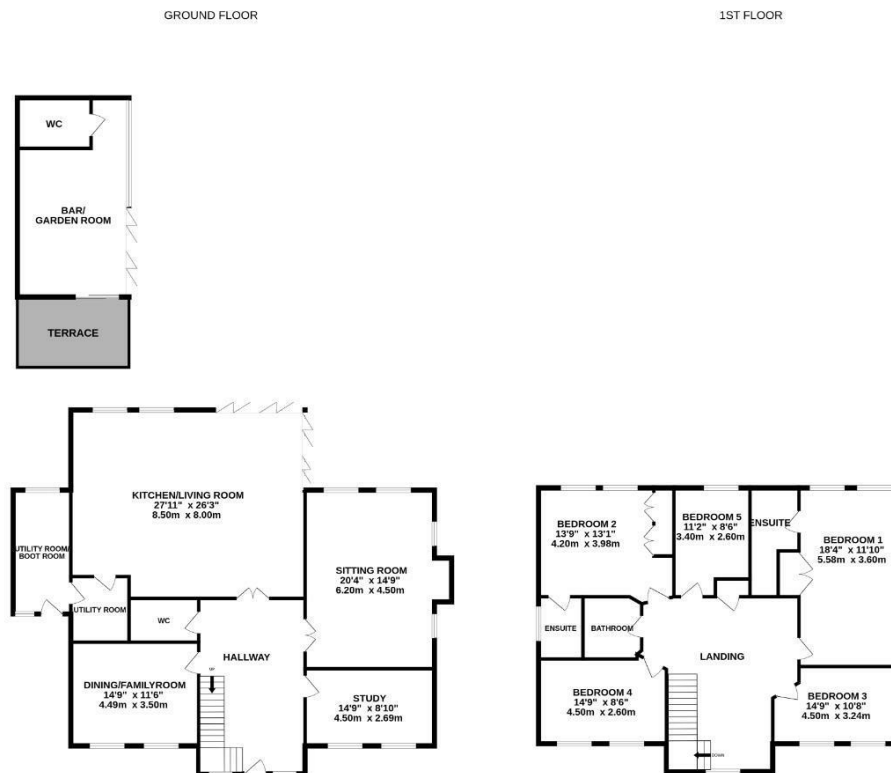 GROUND FLOOR
1ST FLOOR
WC
BAR/
GARDEN ROOM
TERRACE
KITCHEN/LIVING ROOM
27'11" x 26'3"
8.50m x 8.00m
UTILITY ROOM/
BOOT ROOM
UTILITY ROOM
WC
SITTING ROOM
20'4" x 14'9"
6.20m x 4.50m
HALLWAY
UP
DINING/FAMILYROOM
14'9" x 11'6"
4.49m x 3.50m
STUDY
14'9" x 8'10"
4.50m x 2.69m
BEDROOM 2
13'9" x 13'1"
4.20m x 3.98m
BEDROOM 5
11'2" x 8'6"
3.40m x 2.60m
ENSUITE
BEDROOM 1
18'4" x 11'10"
5.58m x 3.60m
ENSUITE
BATHROOM
LANDING
BEDROOM 4
14'9" x 8'6"
4.50m x 2.60m
BEDROOM 3
14'9" x 10'8"
4.50m x 3.24m
DOWN